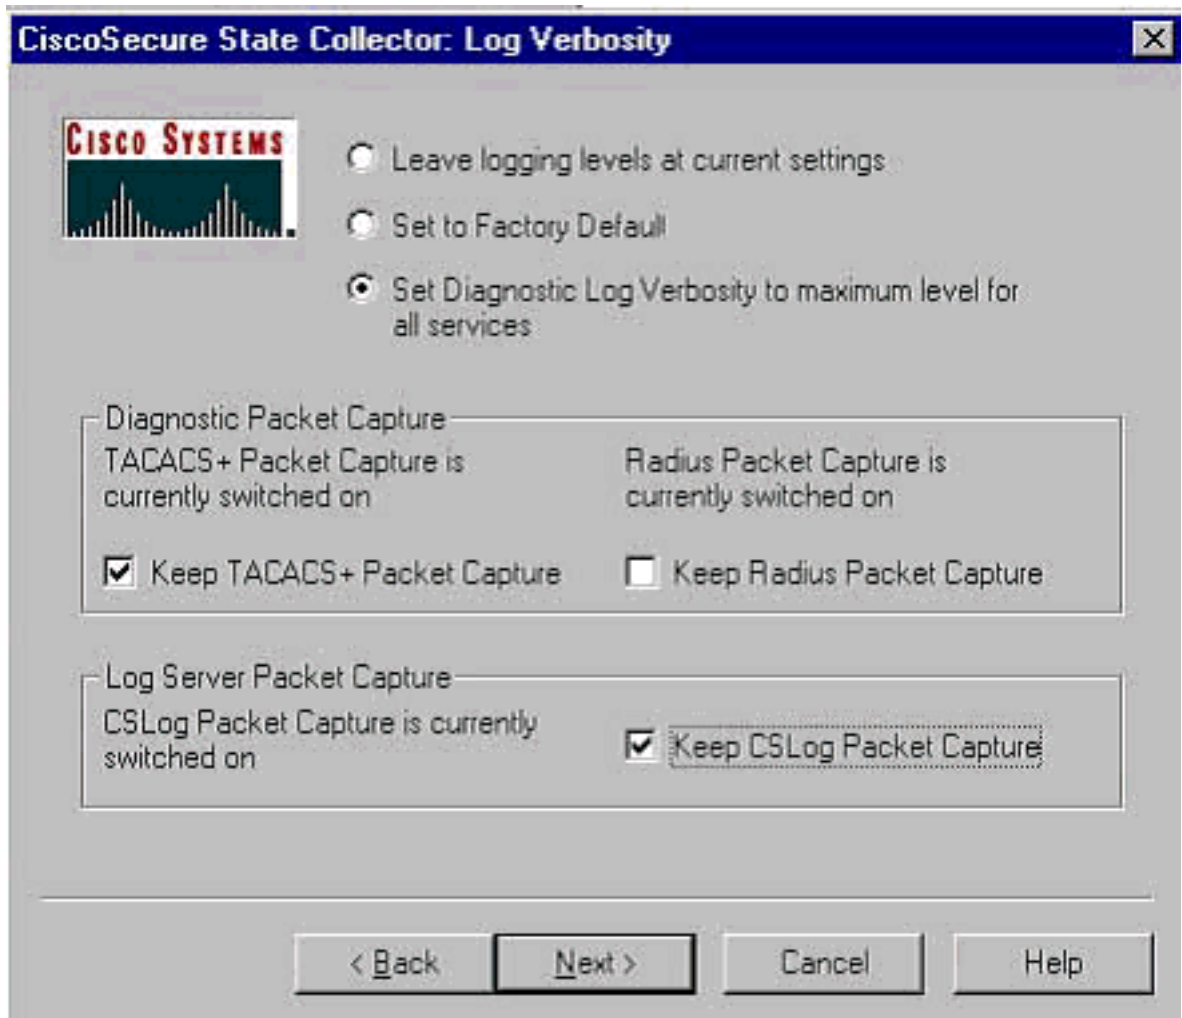 CiscoSecure State Collector: Log Verbosity
CISCO SYSTEMS
Leave logging levels at current settings
Set to Factory Default
Set Diagnostic Log Verbosity to maximum level for
all services
Diagnostic Packet Capture
TACACS+ Packet Capture is
currently switched on
Radius Packet Capture is
currently switched on
Keep TACACS+ Packet Capture
Keep Radius Packet Capture
Log Server Packet Capture
CSLog Packet Capture is currently
switched on
Keep CSLog Packet Capture
< Back
Next >
Cancel
Help